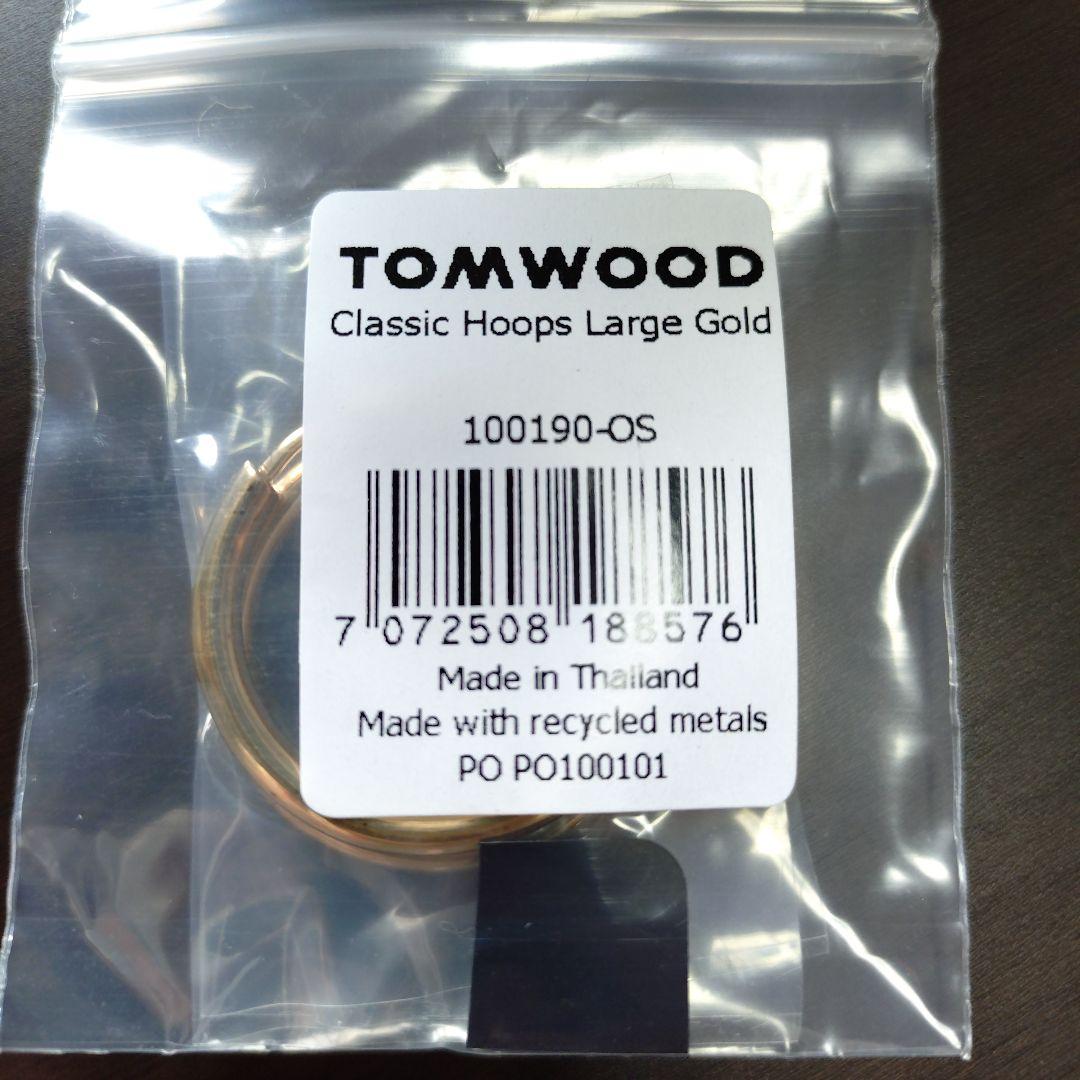 TOMWOOD
Classic Hoops Large Gold
100190-OS
7 072508 188576
Made in Thailand
Made with recycled metals
PO PO100101